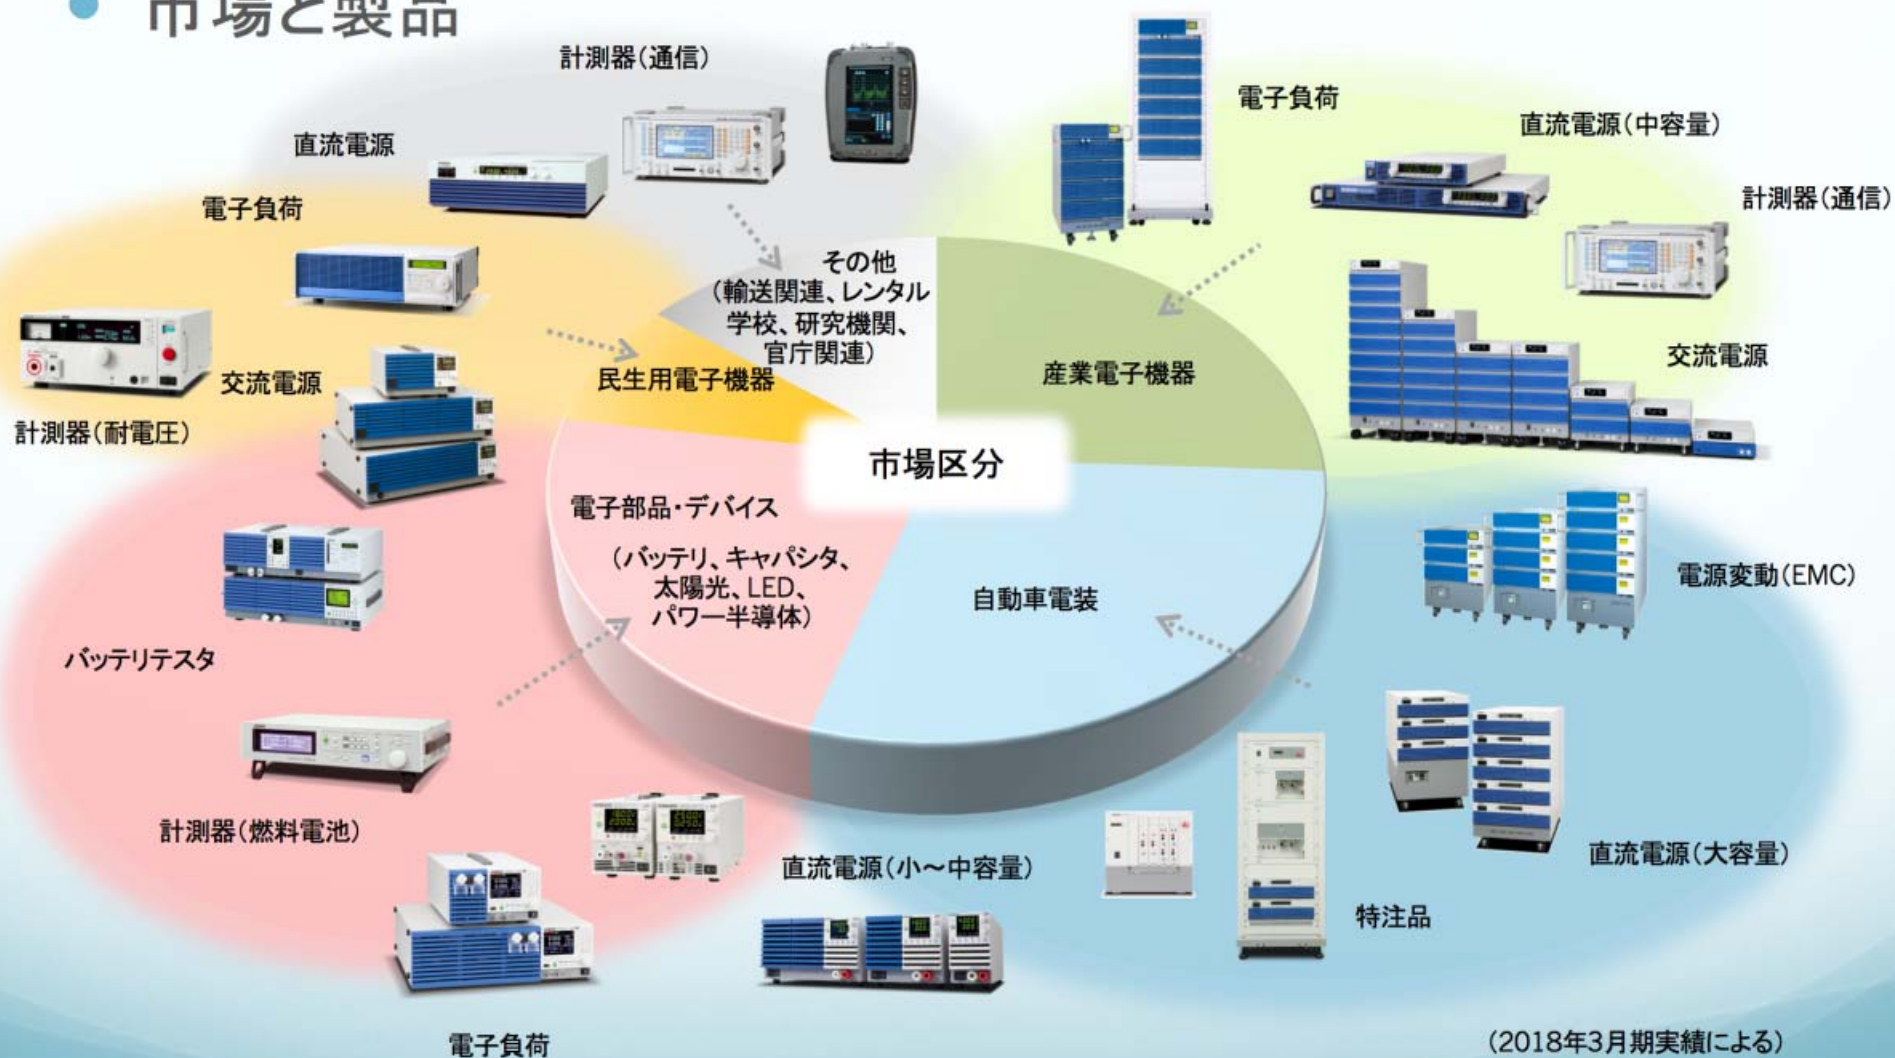 市場と製品
計測器（通信）
直流電源
電子負荷
計測器（耐電圧）
交流電源
電子負荷
直流電源（中容量）
計測器（通信）
交流電源
その他
（輸送関連、レンタル
学校、研究機関、
官庁関連）
民生用電子機器
産業電子機器
市場区分
電子部品・デバイス
（バッテリ、キャパシタ、
太陽光、LED、
パワー半導体）
自動車電装
バッテリテスタ
計測器（燃料電池）
電子負荷
直流電源（小～中容量）
電源変動（EMC）
直流電源（大容量）
特注品
（2018年3月期実績による）